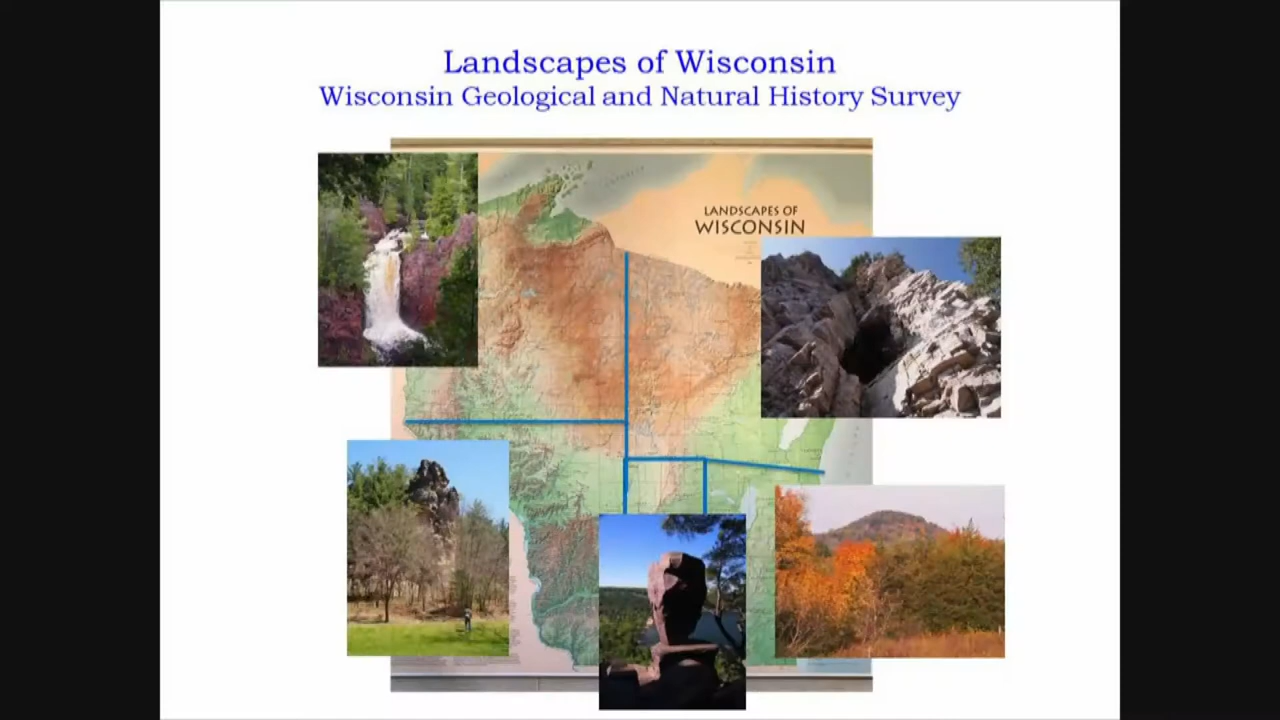 Landscapes of Wisconsin
Wisconsin Geological and Natural History Survey
LANDSCAPES OF
WISCONSIN